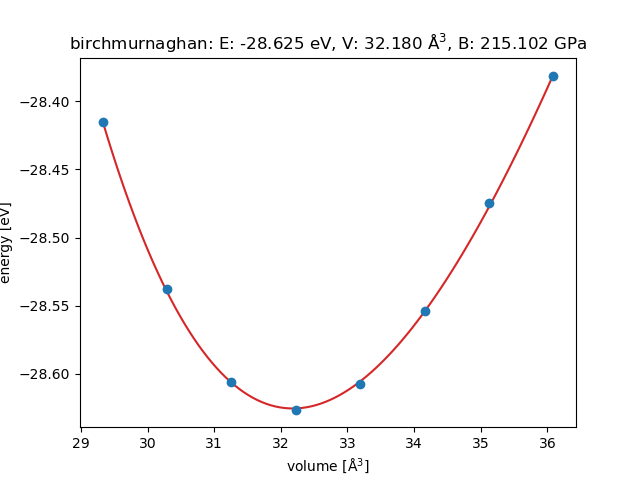 birchmurnaghan: E: -28.625 eV, V: 32.180 Å³, B: 215.102 GPa
−28.40
−28.45
−28.50
−28.55
−28.60
energy [eV]
29 30 31 32 33 34 35 36
volume [Å³]